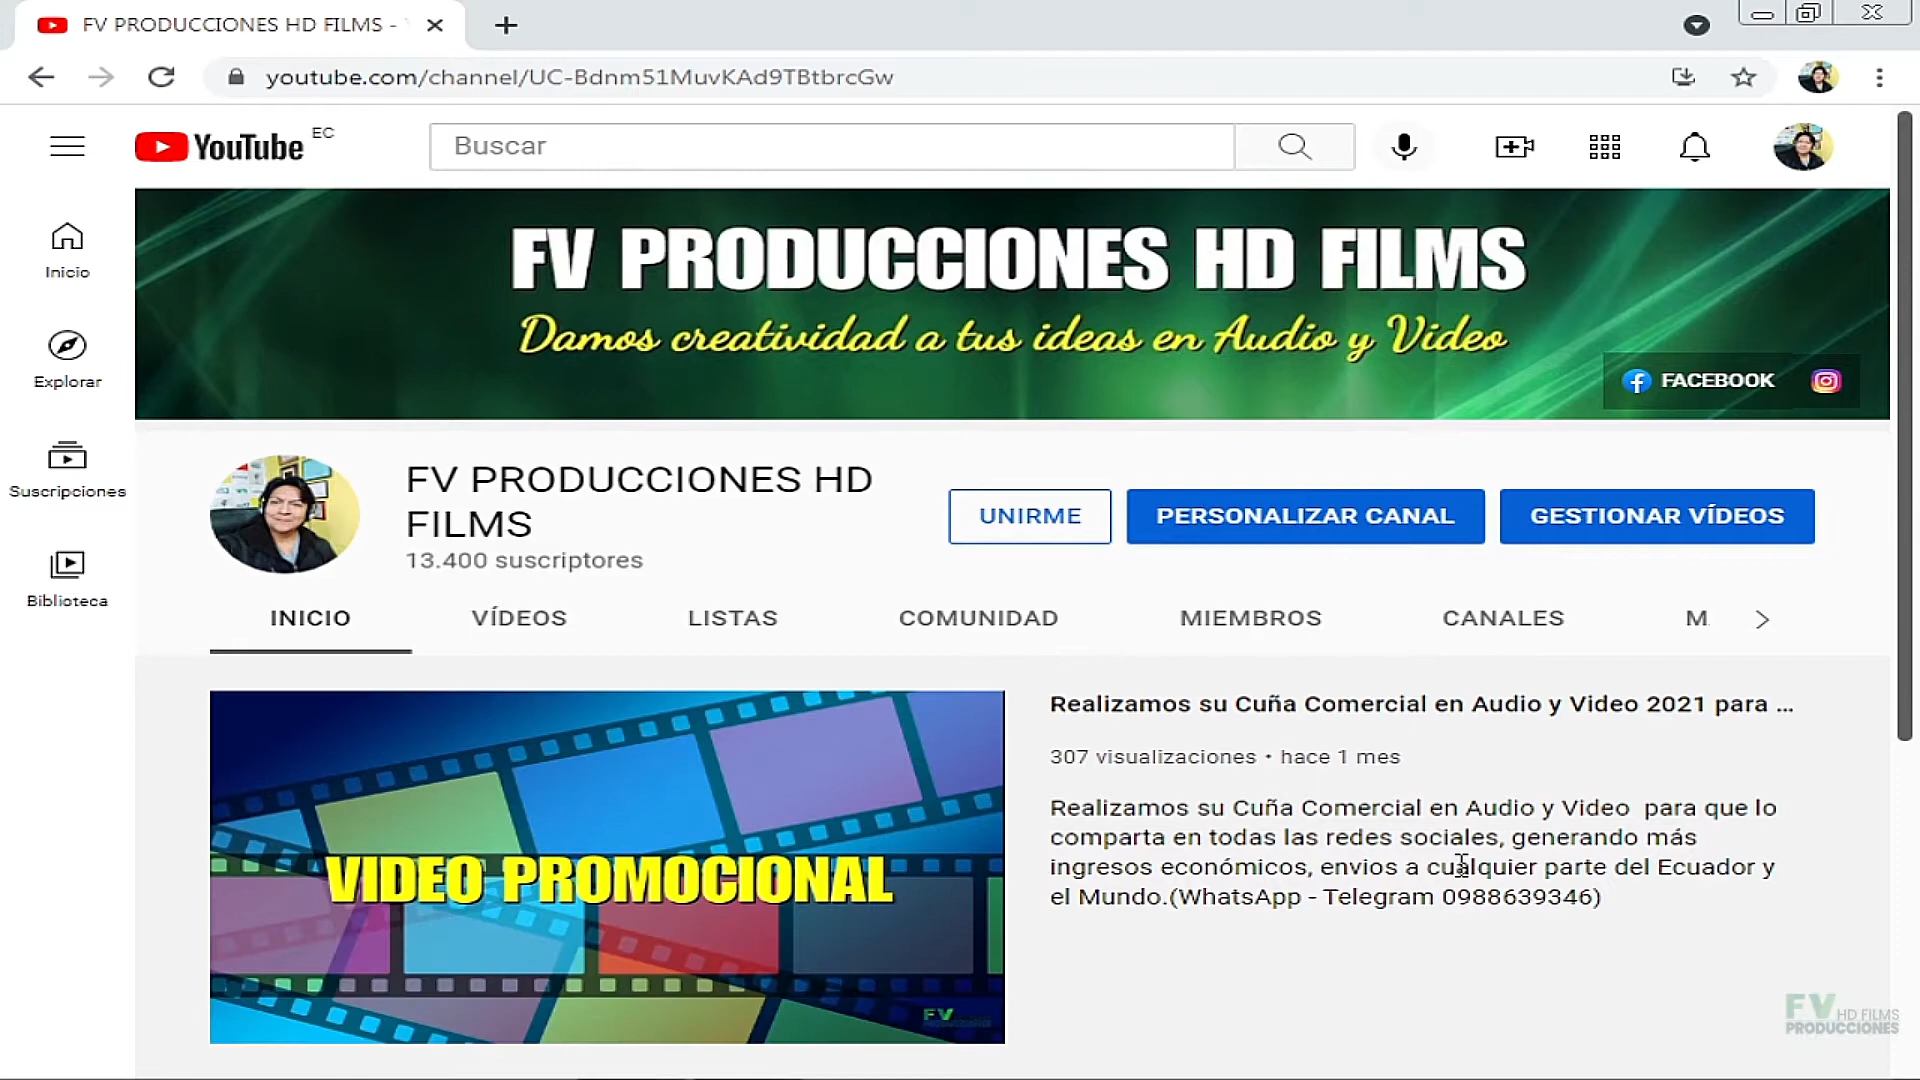 FV PRODUCCIONES HD FILMS -
youtube.com/channel/UC-Bdnm51MuvKAd9TBtbrcGw
YouTube EC
Buscar
FV PRODUCCIONES HD FILMS
Damos creatividad a tus ideas en Audio y Video
FACEBOOK
Inicio
Explorar
Suscripciones
Biblioteca
FV PRODUCCIONES HD
FILMS
13.400 suscriptores
UNIRME
PERSONALIZAR CANAL
GESTIONAR VÍDEOS
INICIO VÍDEOS LISTAS COMUNIDAD MIEMBROS CANALES M
VIDEO PROMOCIONAL
FV
Realizamos su Cuña Comercial en Audio y Video 2021 para ...
307 visualizaciones • hace 1 mes
Realizamos su Cuña Comercial en Audio y Video para que lo
comparta en todas las redes sociales, generando más
ingresos económicos, envios a cualquier parte del Ecuador y
el Mundo.(WhatsApp - Telegram 0988639346)
FV HD FILMS
PRODUCCIONES